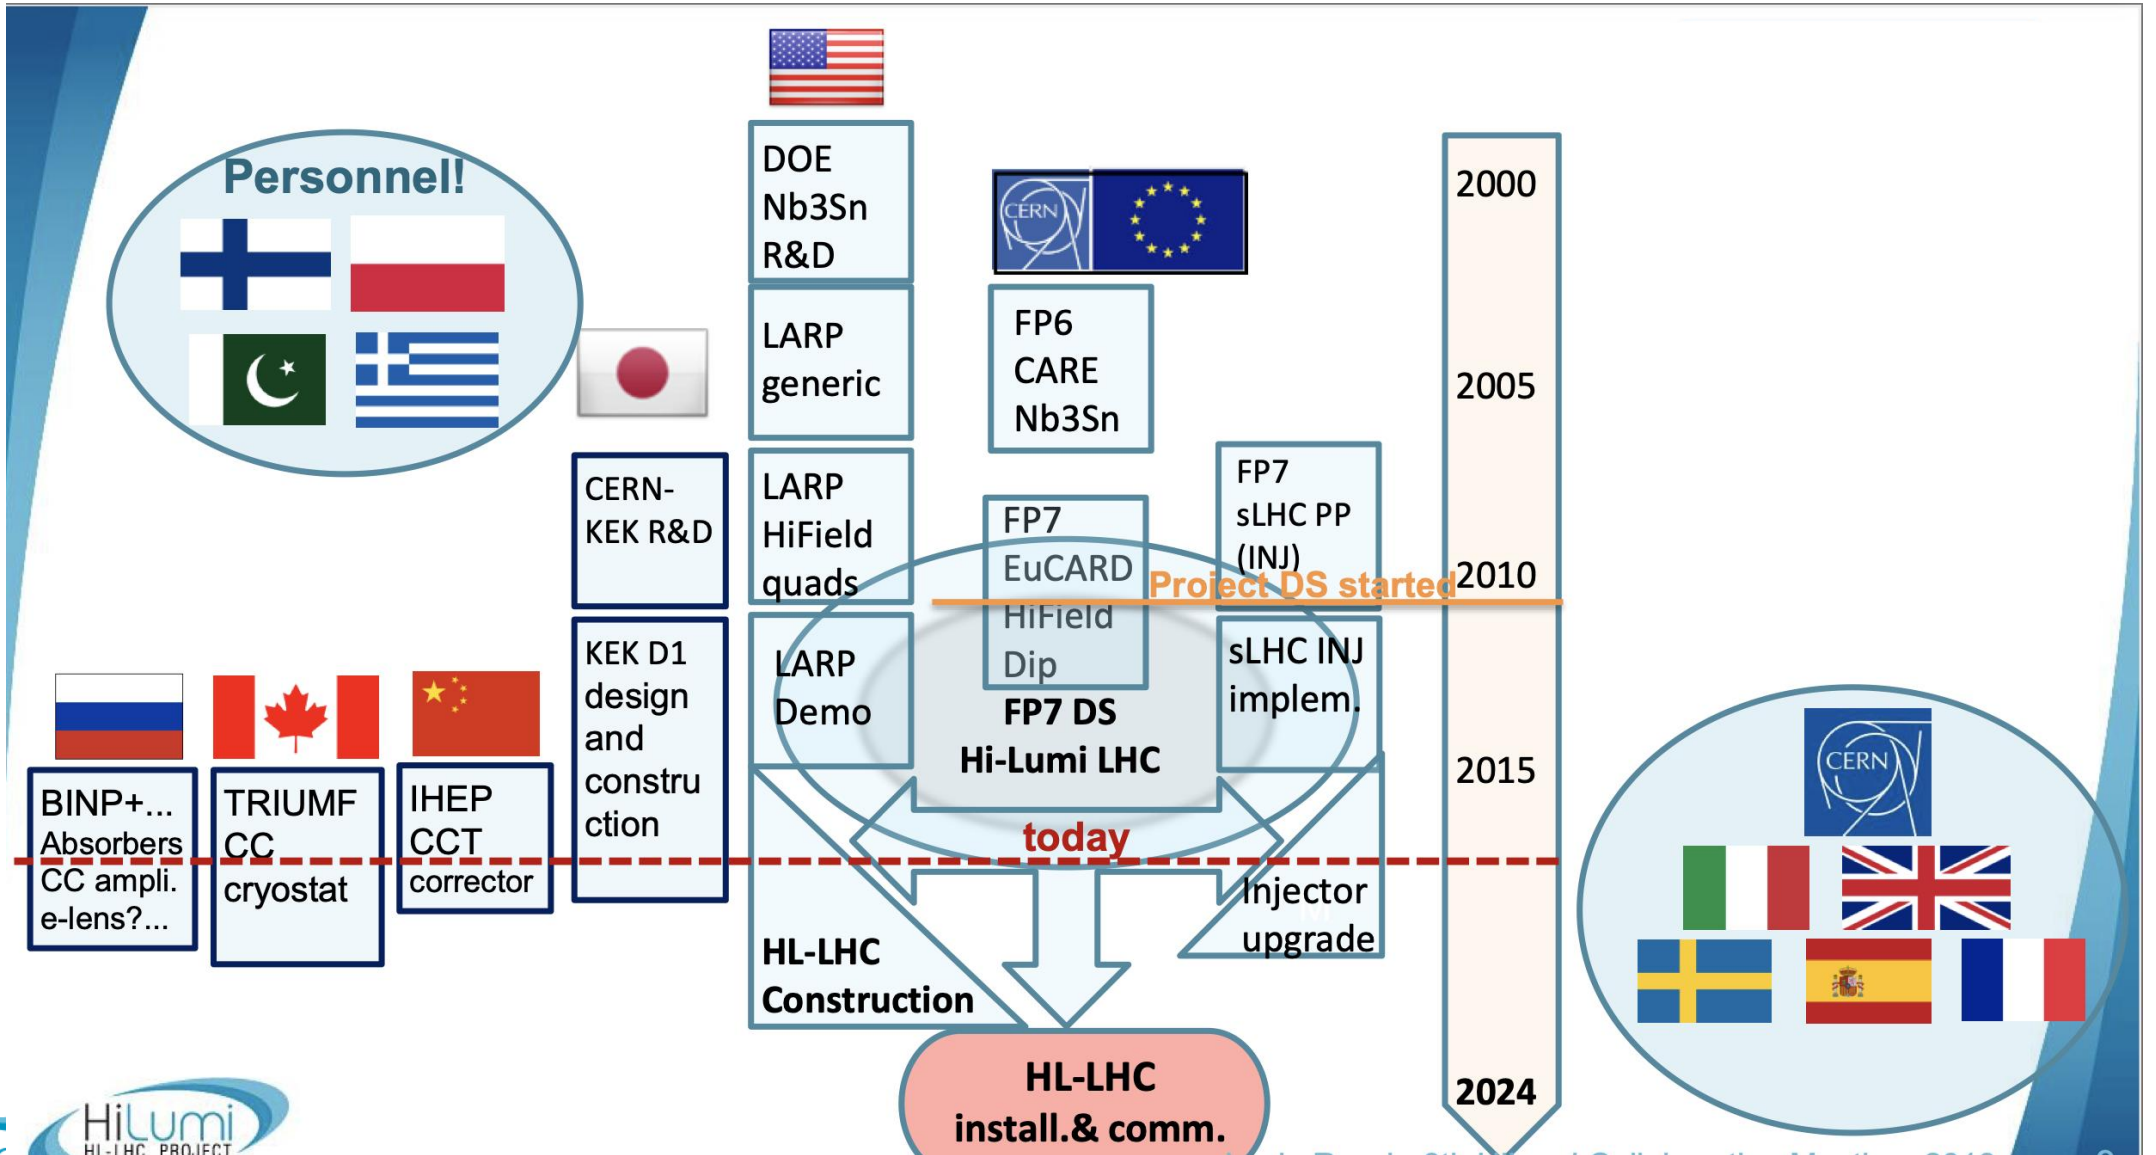 Personnel!
DOE
Nb3Sn
R&D
CERN
2000
LARP
generic
FP6
CARE
Nb3Sn
2005
CERN-
KEK R&D
LARP
HiField
quads
FP7
EuCARD
HiField
Dip
FP7
sLHC PP
(INJ)
Project DS started
2010
KEK D1
design
and
constru
ction
LARP
Demo
FP7 DS
Hi-Lumi LHC
sLHC INJ
implem.
2015
BINP+...
Absorbers
CC ampli.
e-lens?...
TRIUMF
CC
cryostat
IHEP
CCT
corrector
today
CERN
HL-LHC
Construction
Injector
upgrade
HL-LHC
install.& comm.
2024
HiLumi
HL-LHC PROJECT